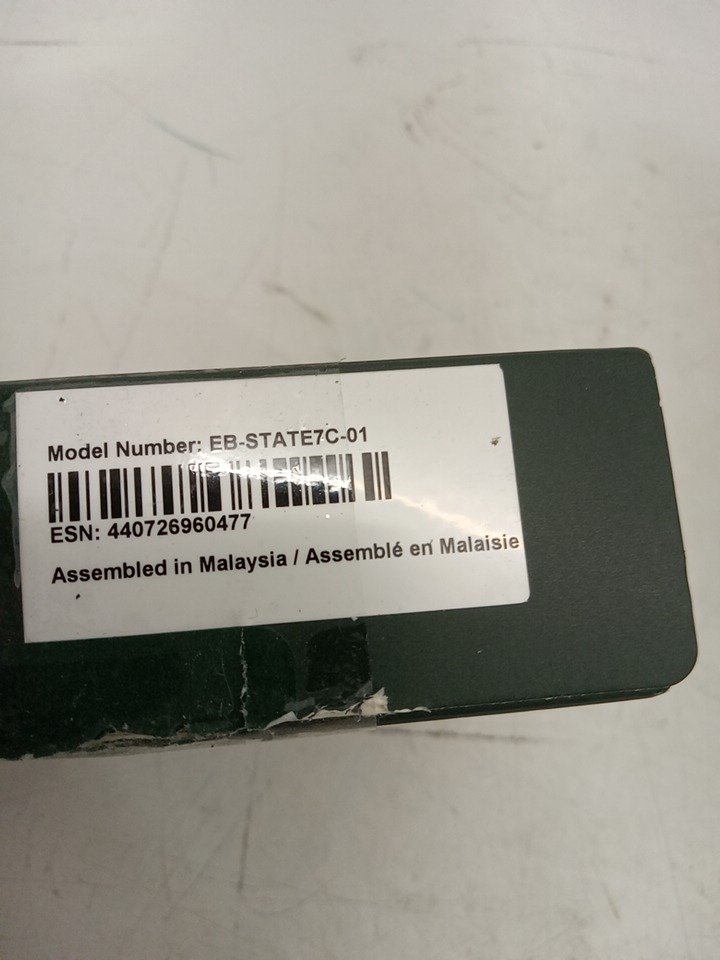 Model Number: EB-STATE7C-01
ESN: 440726960477
Assembled in Malaysia / Assemblé en Malaisie